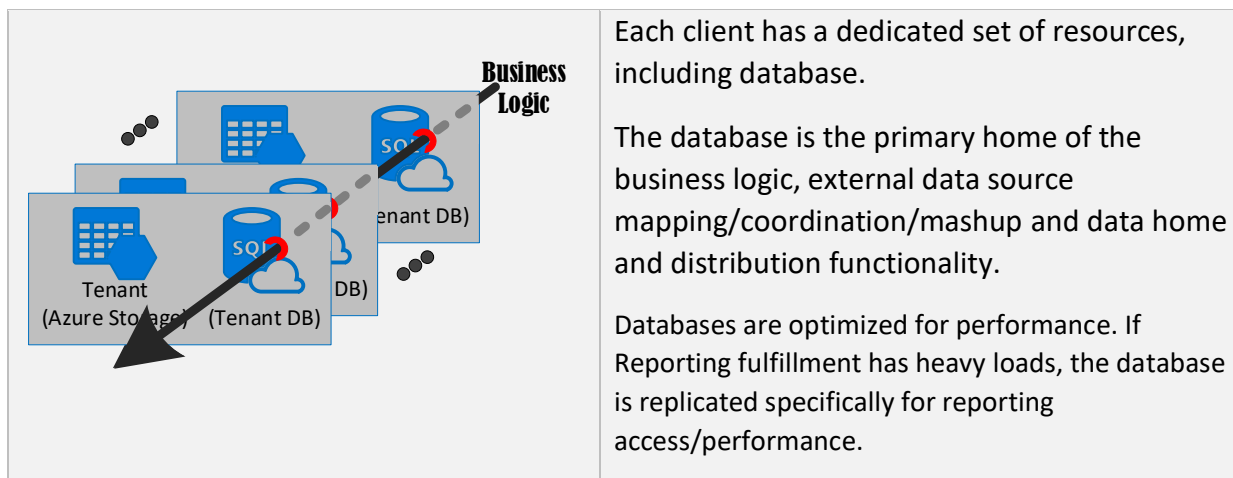 Business
Logic
SQL
enant DB)
DB)
SQL
Tenant
(Azure Storage)
(Tenant DB)
Each client has a dedicated set of resources,
including database.
The database is the primary home of the
business logic, external data source
mapping/coordination/mashup and data home
and distribution functionality.
Databases are optimized for performance. If
Reporting fulfillment has heavy loads, the database
is replicated specifically for reporting
access/performance.